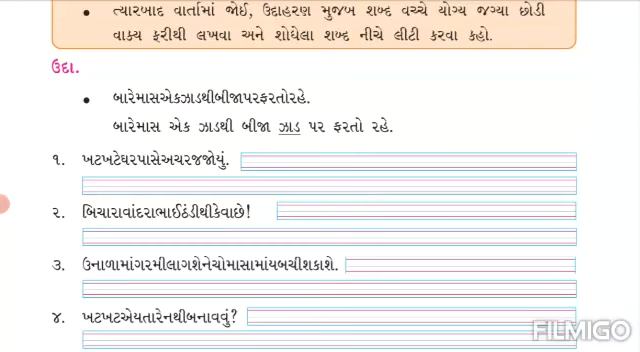 • ત્યારબાદ વાર્તામાં જોઈ, ઉદાહરણ મુજબ શબ્દ વચ્ચે યોગ્ય જગ્યા છોડી
વાક્ય ફરીથી લખવા અને શોધેલા શબ્દ નીચે લીટી કરવા કહો.
ઉદા.
• બારેમાસએકઝાડથીબીજાપરફરતોરહે.
બારેમાસ એક ઝાડથી બીજા ઝાડ પર ફરતો રહે.
૧. ખટખટેઘરપાસેઅચરજજોયું.
૨. બિચારાવાંદરાભાઈઠંડીથીકેવાછે!
૩. ઉનાળામાંગરમીલાગશેનેચોમાસામાંયબચીશકાશે.
૪. ખટખટએયતારેનથીબનાવવું?
FILMIGO